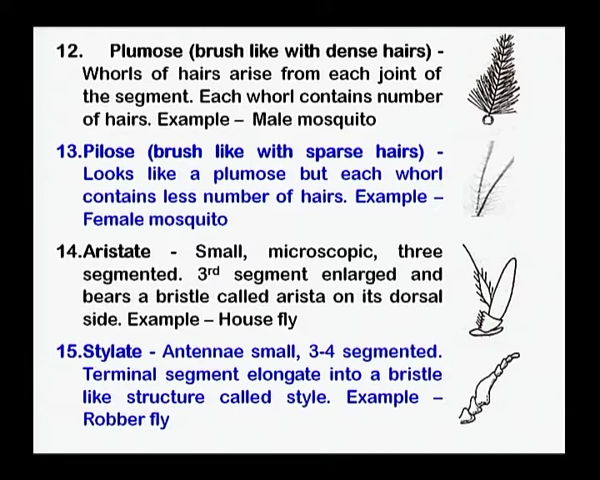 12. Plumose (brush like with dense hairs) -
Whorls of hairs arise from each joint of
the segment. Each whorl contains number
of hairs. Example – Male mosquito
13.Pilose (brush like with sparse hairs) -
Looks like a plumose but each whorl
contains less number of hairs. Example –
Female mosquito
14.Aristate - Small, microscopic, three
segmented. 3rd segment enlarged and
bears a bristle called arista on its dorsal
side. Example – House fly
15.Stylate - Antennae small, 3-4 segmented.
Terminal segment elongate into a bristle
like structure called style. Example –
Robber fly